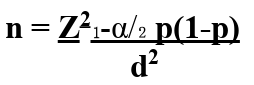 n = Z²₁-α/₂ p(1-p)
d²